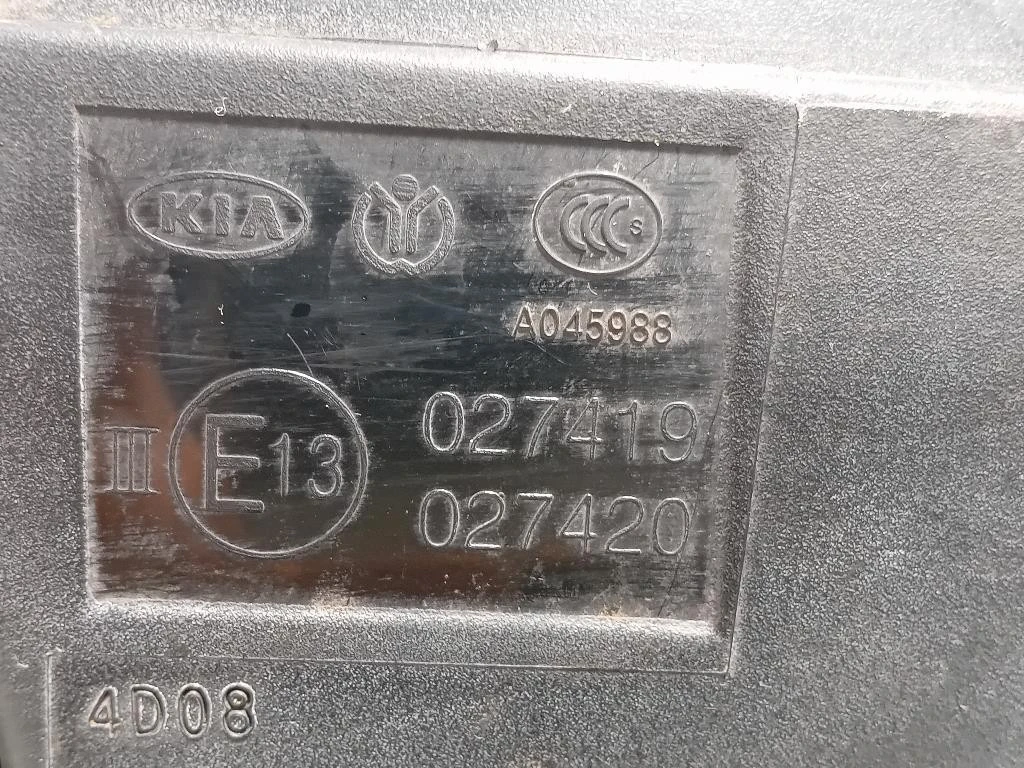 KIA CCC S
A045988
III E13 027419
027420
4D08